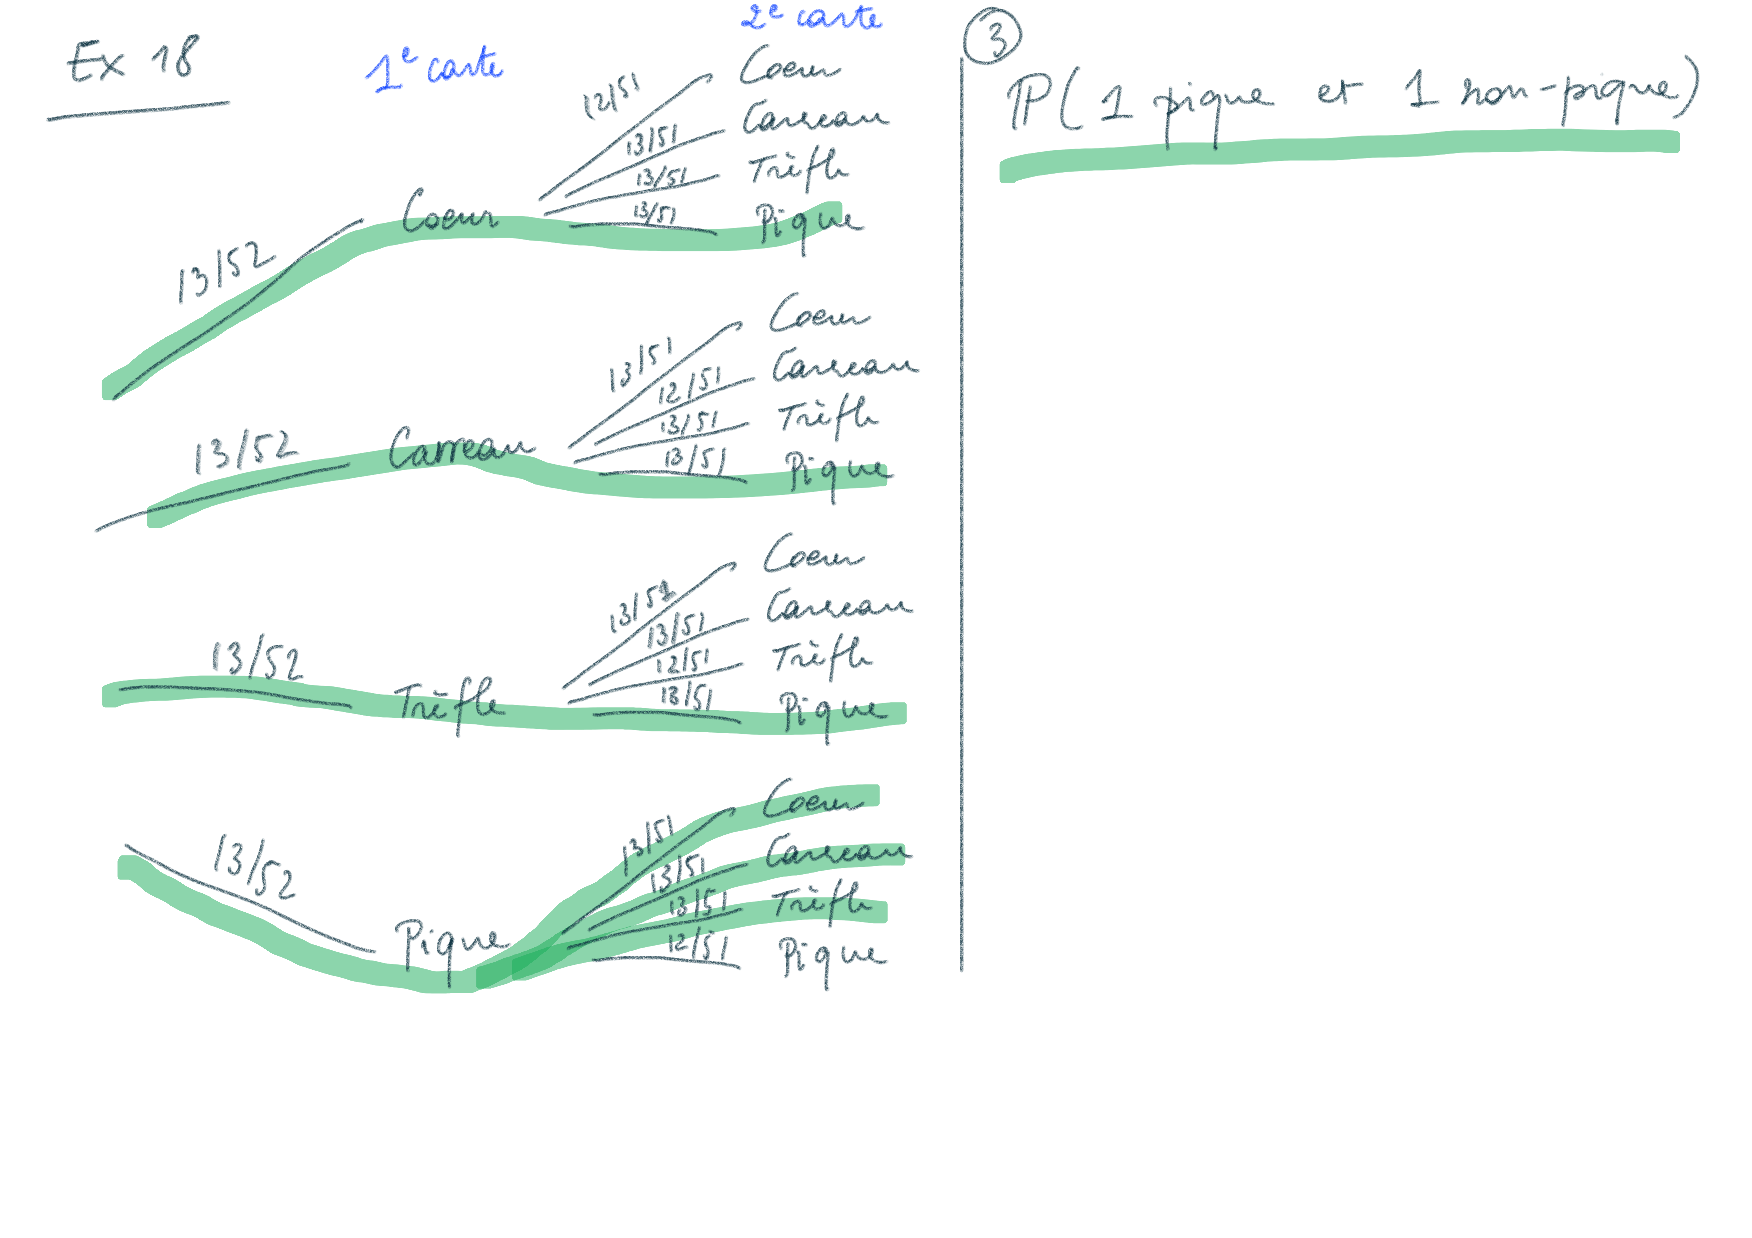 Ex 18
1e carte
2e carte
13/52 Coeur
12/51 Coeur
13/51 Carreau
13/51 Trèfle
13/51 Pique
13/52 Carreau
13/51 Coeur
12/51 Carreau
13/51 Trèfle
13/51 Pique
13/52 Trèfle
13/51 Coeur
13/51 Carreau
12/51 Trèfle
13/51 Pique
13/52 Pique
13/51 Coeur
13/51 Carreau
13/51 Trèfle
12/51 Pique
3
P(1 pique et 1 non-pique)